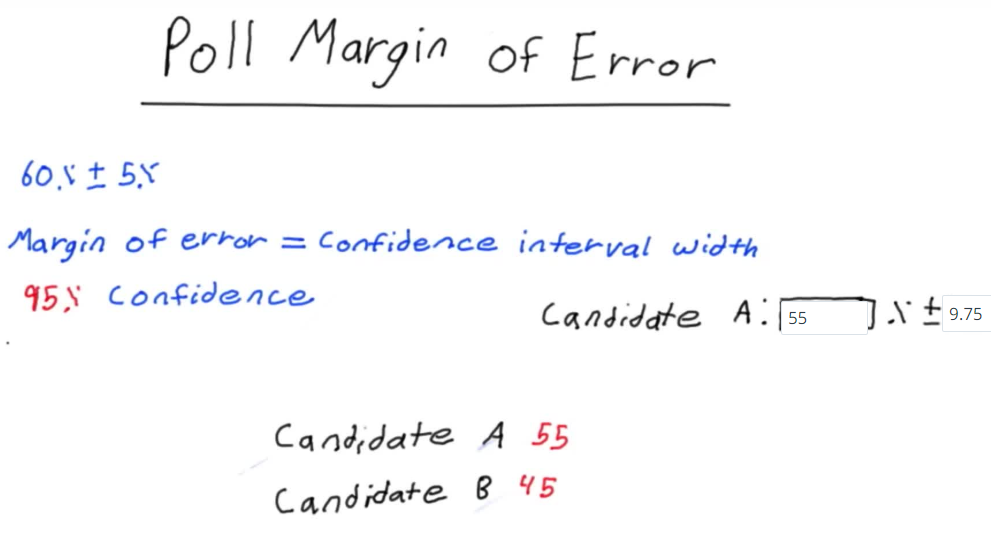 Poll Margin of Error
60% ± 5%
Margin of error = Confidence interval width
95% Confidence
Candidate A: 55 % ± 9.75
Candidate A 55
Candidate B 45